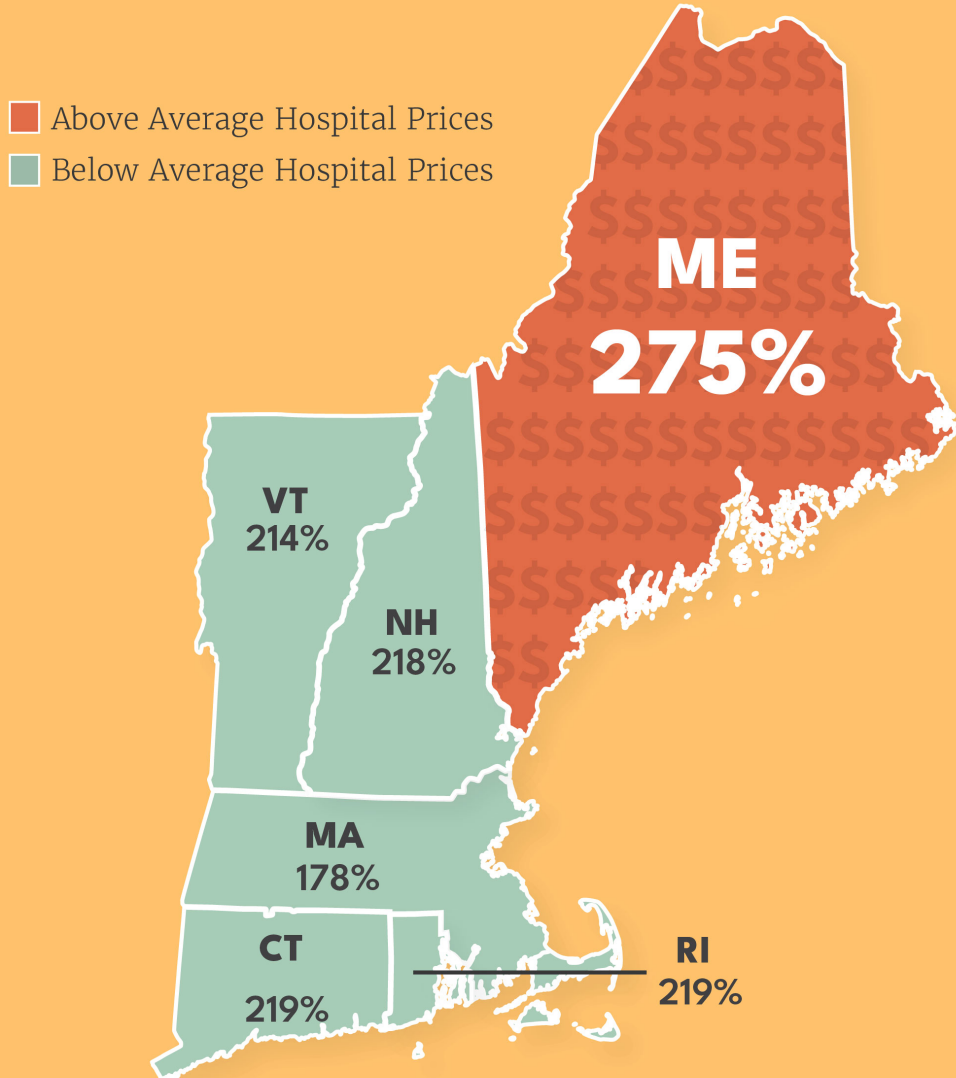 Above Average Hospital Prices
Below Average Hospital Prices
ME
275%
VT
214%
NH
218%
MA
178%
CT
219%
RI
219%